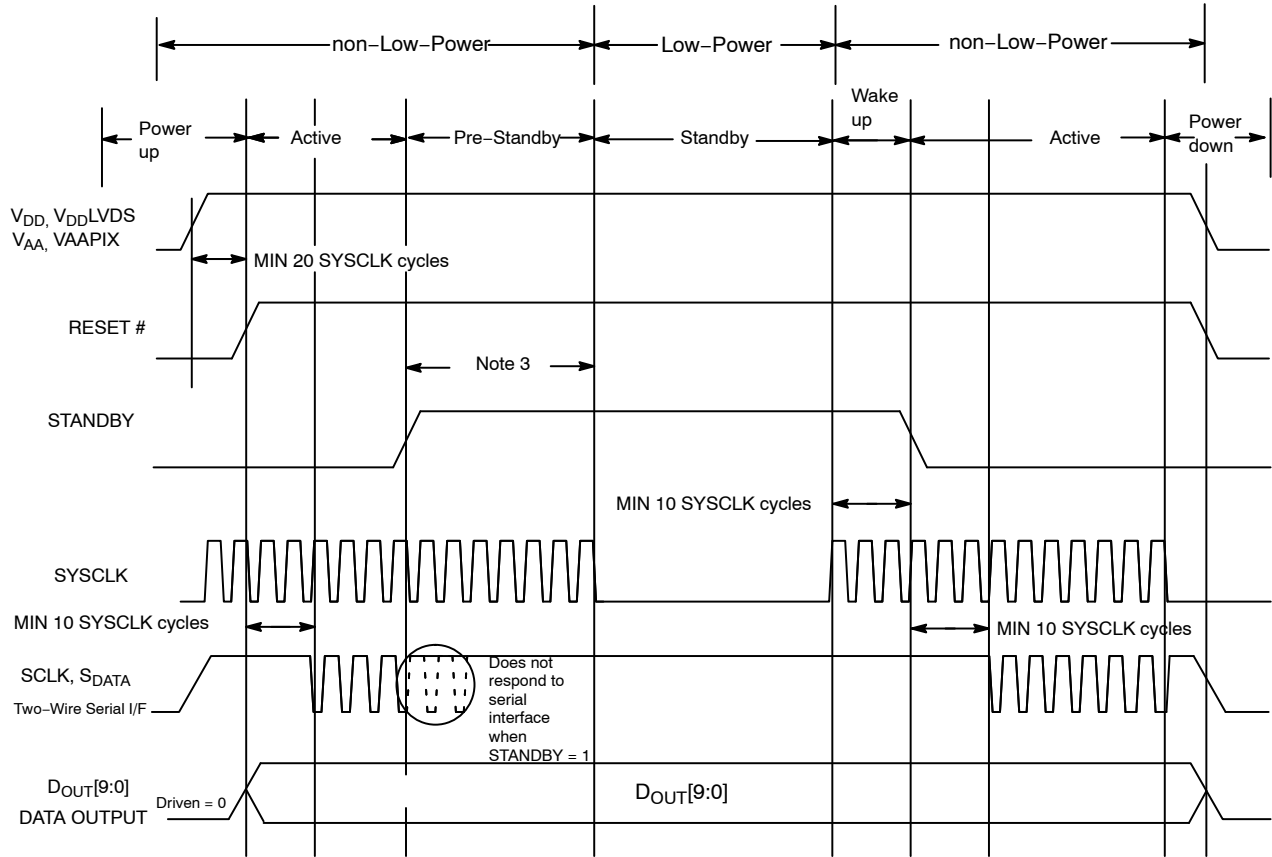 non−Low−Power
Low−Power
non−Low−Power
Power
up
Active
Pre−Standby
Standby
Wake
up
Active
Power
down
VDD, VDDLVDS
VAA, VAAPIX
MIN 20 SYSCLK cycles
RESET #
Note 3
STANDBY
MIN 10 SYSCLK cycles
SYSCLK
MIN 10 SYSCLK cycles
MIN 10 SYSCLK cycles
SCLK, SDATA
Two−Wire Serial I/F
Does not
respond to
serial
interface
when
STANDBY = 1
DOUT[9:0]
DATA OUTPUT
Driven = 0
DOUT[9:0]